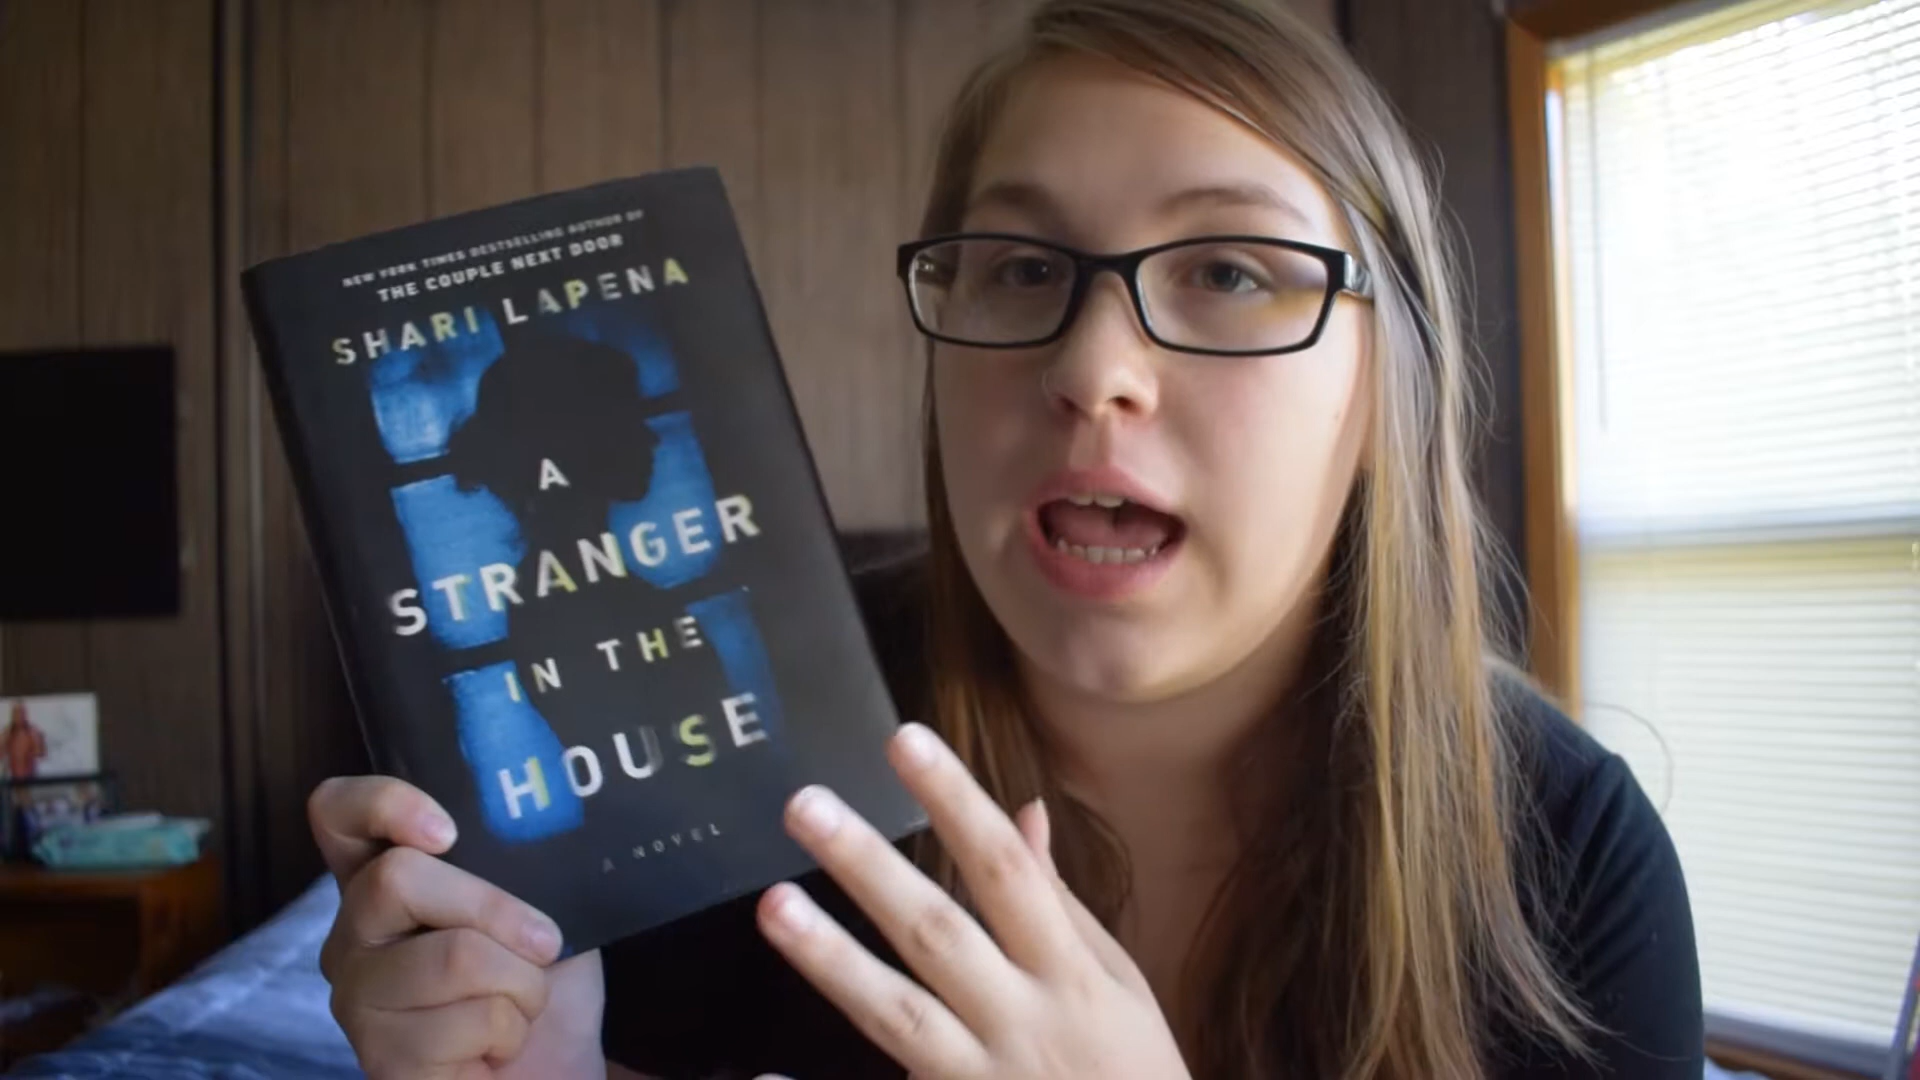 NEW YORK TIMES BESTSELLING AUTHOR OF
THE COUPLE NEXT DOOR
SHARI LAPENA
A
STRANGER
IN THE
HOUSE
A NOVEL